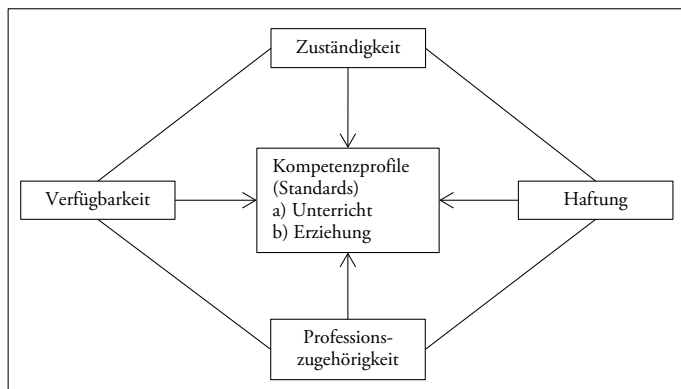 Zuständigkeit
Kompetenzprofile
(Standards)
a) Unterricht
b) Erziehung
Verfügbarkeit
Haftung
Professions-
zugehörigkeit